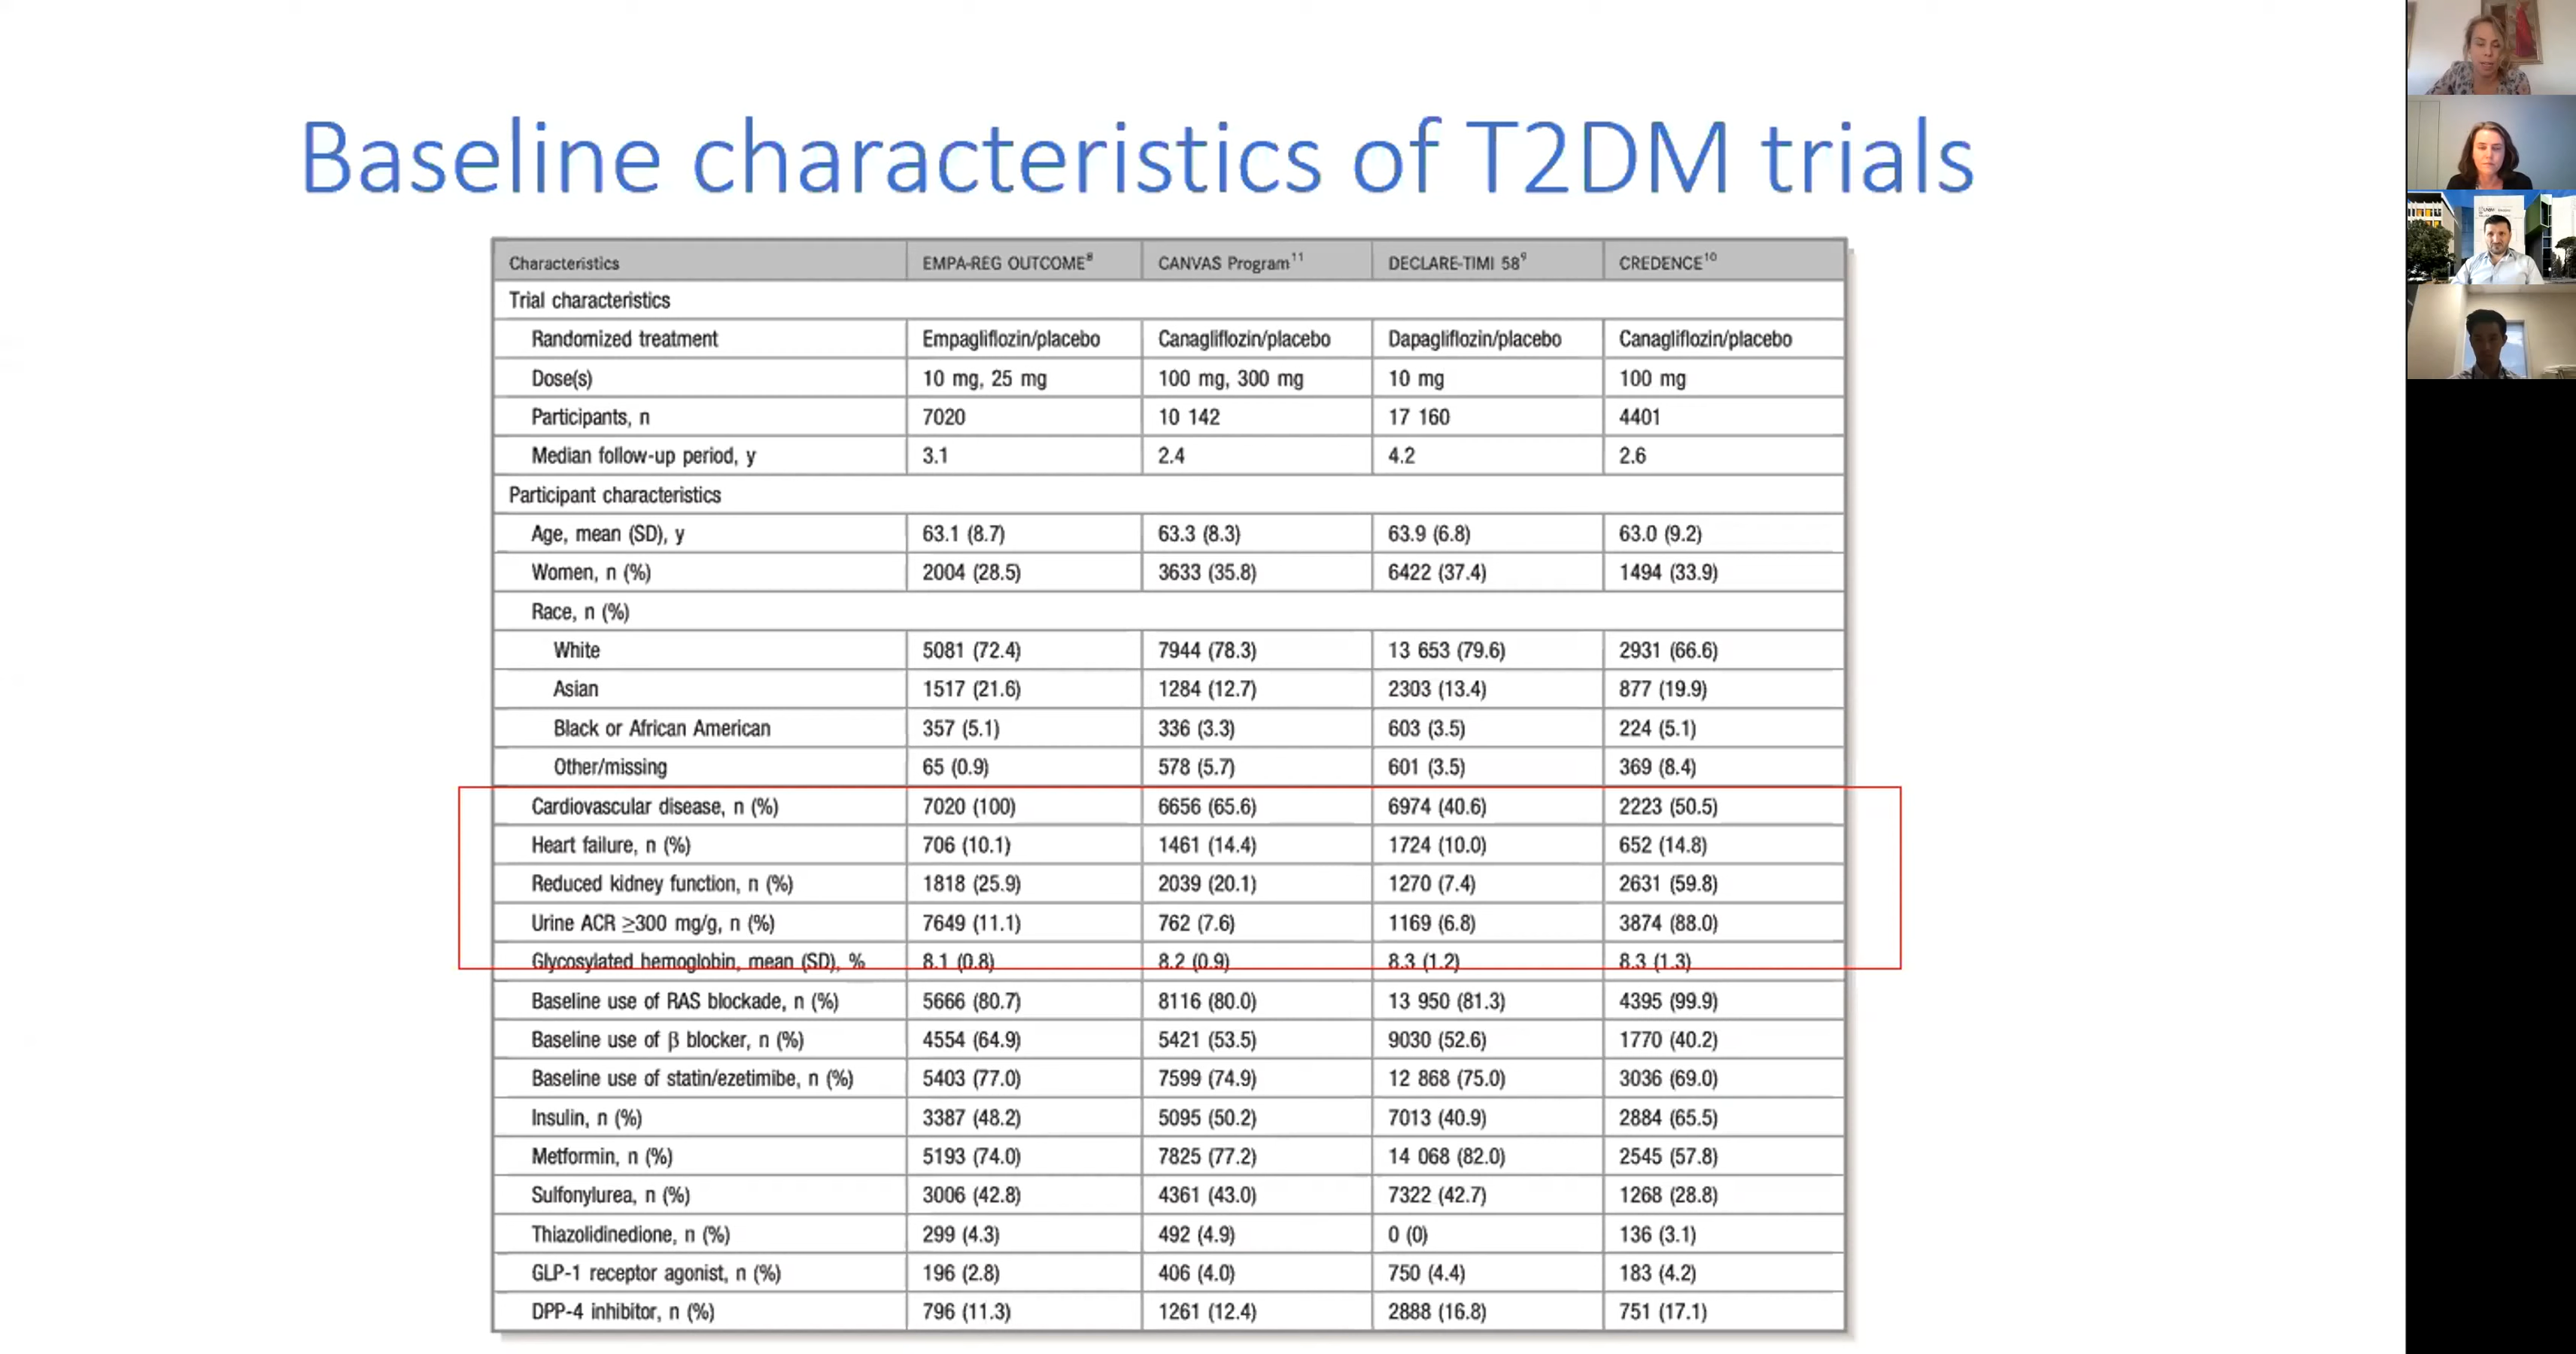 Baseline characteristics of T2DM trials
Characteristics EMPA-REG OUTCOME⁸ CANVAS Program¹¹ DECLARE-TIMI 58⁹ CREDENCE¹⁰
Trial characteristics
Randomized treatment Empagliflozin/placebo Canagliflozin/placebo Dapagliflozin/placebo Canagliflozin/placebo
Dose(s) 10 mg, 25 mg 100 mg, 300 mg 10 mg 100 mg
Participants, n 7020 10 142 17 160 4401
Median follow-up period, y 3.1 2.4 4.2 2.6
Participant characteristics
Age, mean (SD), y 63.1 (8.7) 63.3 (8.3) 63.9 (6.8) 63.0 (9.2)
Women, n (%) 2004 (28.5) 3633 (35.8) 6422 (37.4) 1494 (33.9)
Race, n (%)
White 5081 (72.4) 7944 (78.3) 13 653 (79.6) 2931 (66.6)
Asian 1517 (21.6) 1284 (12.7) 2303 (13.4) 877 (19.9)
Black or African American 357 (5.1) 336 (3.3) 603 (3.5) 224 (5.1)
Other/missing 65 (0.9) 578 (5.7) 601 (3.5) 369 (8.4)
Cardiovascular disease, n (%) 7020 (100) 6656 (65.6) 6974 (40.6) 2223 (50.5)
Heart failure, n (%) 706 (10.1) 1461 (14.4) 1724 (10.0) 652 (14.8)
Reduced kidney function, n (%) 1818 (25.9) 2039 (20.1) 1270 (7.4) 2631 (59.8)
Urine ACR ≥300 mg/g, n (%) 7649 (11.1) 762 (7.6) 1169 (6.8) 3874 (88.0)
Glycosylated hemoglobin, mean (SD), % 8.1 (0.8) 8.2 (0.9) 8.3 (1.2) 8.3 (1.3)
Baseline use of RAS blockade, n (%) 5666 (80.7) 8116 (80.0) 13 950 (81.3) 4395 (99.9)
Baseline use of β blocker, n (%) 4554 (64.9) 5421 (53.5) 9030 (52.6) 1770 (40.2)
Baseline use of statin/ezetimibe, n (%) 5403 (77.0) 7599 (74.9) 12 868 (75.0) 3036 (69.0)
Insulin, n (%) 3387 (48.2) 5095 (50.2) 7013 (40.9) 2884 (65.5)
Metformin, n (%) 5193 (74.0) 7825 (77.2) 14 068 (82.0) 2545 (57.8)
Sulfonylurea, n (%) 3006 (42.8) 4361 (43.0) 7322 (42.7) 1268 (28.8)
Thiazolidinedione, n (%) 299 (4.3) 492 (4.9) 0 (0) 136 (3.1)
GLP-1 receptor agonist, n (%) 196 (2.8) 406 (4.0) 750 (4.4) 183 (4.2)
DPP-4 inhibitor, n (%) 796 (11.3) 1261 (12.4) 2888 (16.8) 751 (17.1)